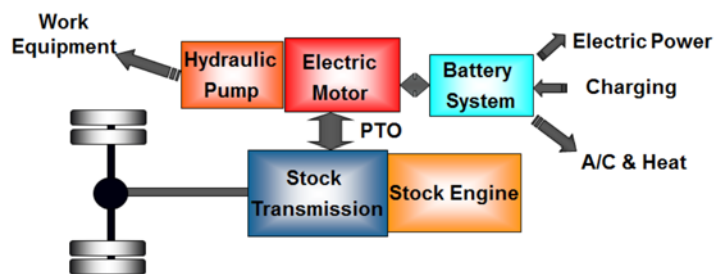 Work
Equipment
Hydraulic
Pump
Electric
Motor
Battery
System
Electric Power
Charging
A/C & Heat
PTO
Stock
Transmission
Stock Engine